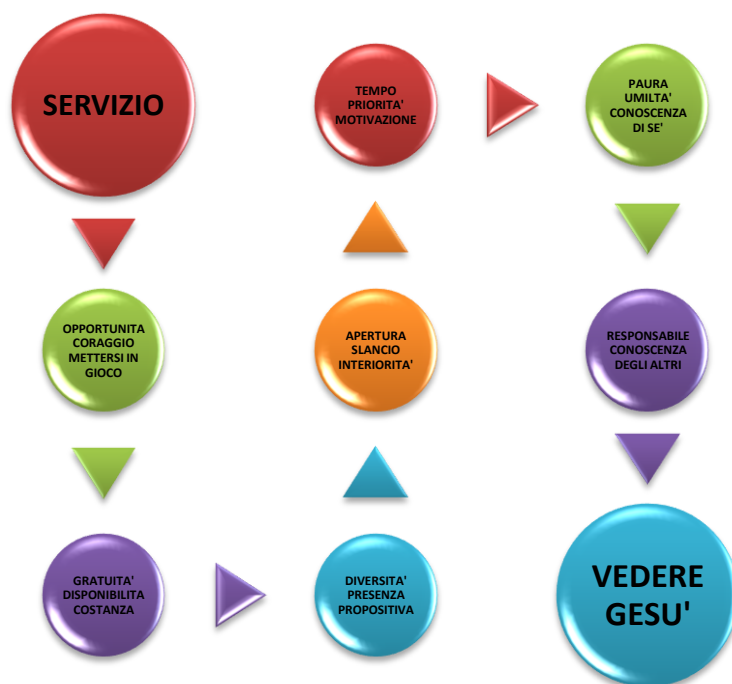 SERVIZIO
OPPORTUNITA
CORAGGIO
METTERSI IN
GIOCO
GRATUITA'
DISPONIBILITA
COSTANZA
DIVERSITA'
PRESENZA
PROPOSITIVA
APERTURA
SLANCIO
INTERIORITA'
TEMPO
PRIORITA'
MOTIVAZIONE
PAURA
UMILTA'
CONOSCENZA
DI SE'
RESPONSABILE
CONOSCENZA
DEGLI ALTRI
VEDERE
GESU'